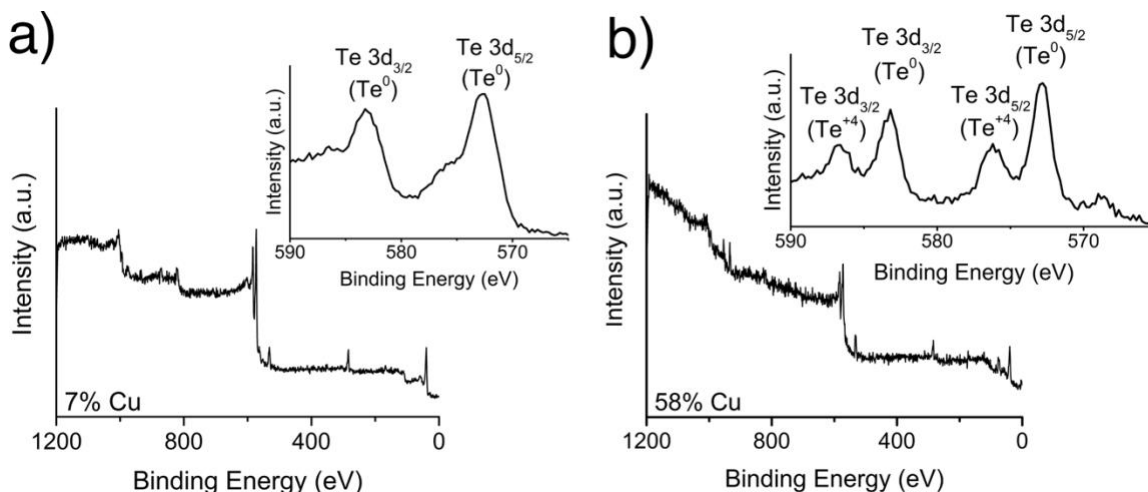 a)
Te 3d3/2
(Te0)
Te 3d5/2
(Te0)
Intensity (a.u.)
590
580
570
Binding Energy (eV)
Intensity (a.u.)
7% Cu
1200
800
400
0
Binding Energy (eV)
b)
Te 3d3/2
(Te+4)
Te 3d3/2
(Te0)
Te 3d5/2
(Te+4)
Te 3d5/2
(Te0)
Intensity (a.u.)
590
580
570
Binding Energy (eV)
Intensity (a.u.)
58% Cu
1200
800
400
0
Binding Energy (eV)